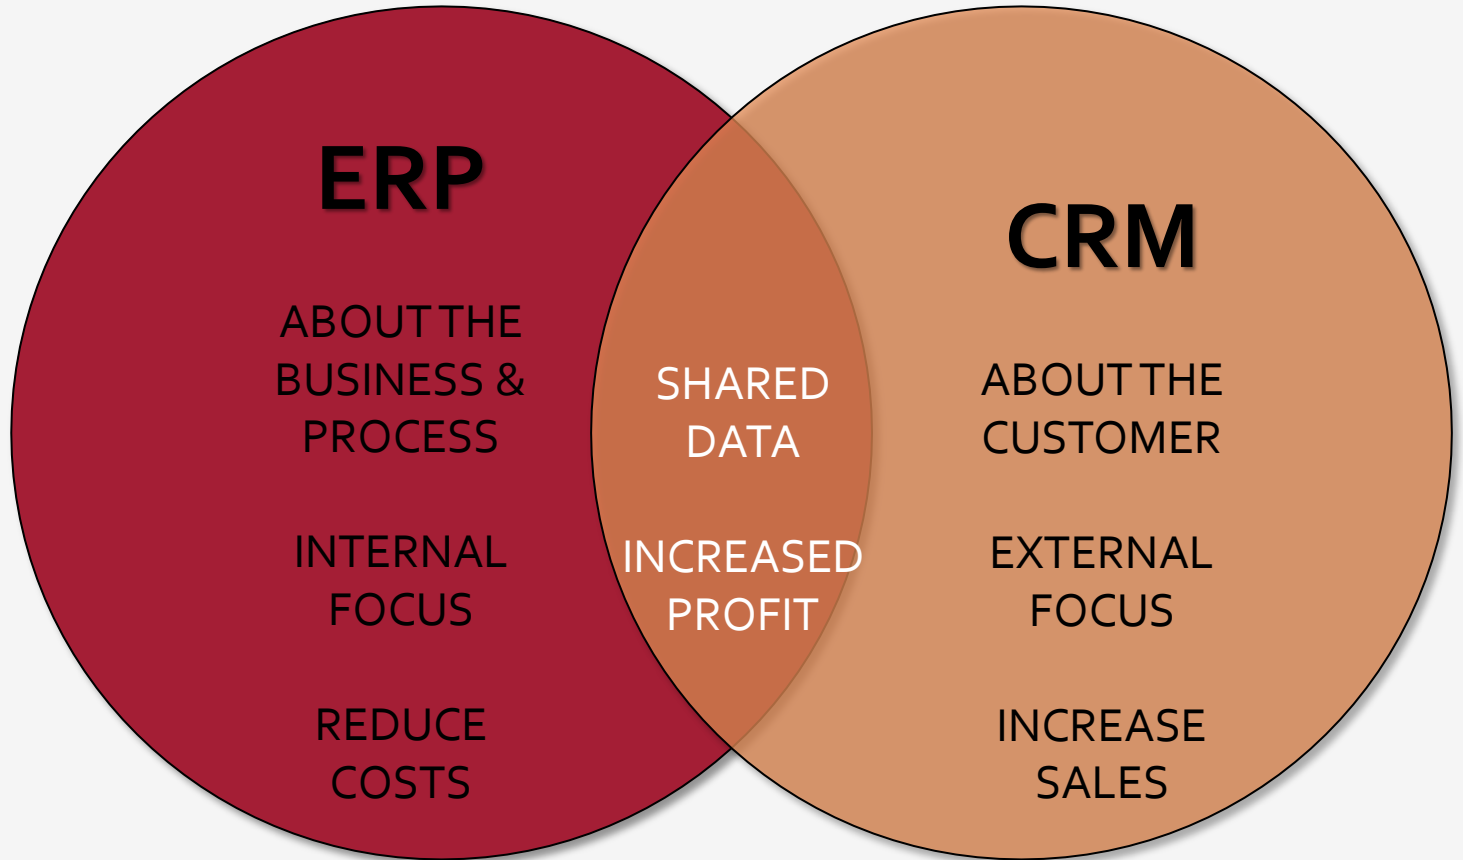 ERP
ABOUT THE
BUSINESS &
PROCESS
INTERNAL
FOCUS
REDUCE
COSTS
SHARED
DATA
INCREASED
PROFIT
CRM
ABOUT THE
CUSTOMER
EXTERNAL
FOCUS
INCREASE
SALES